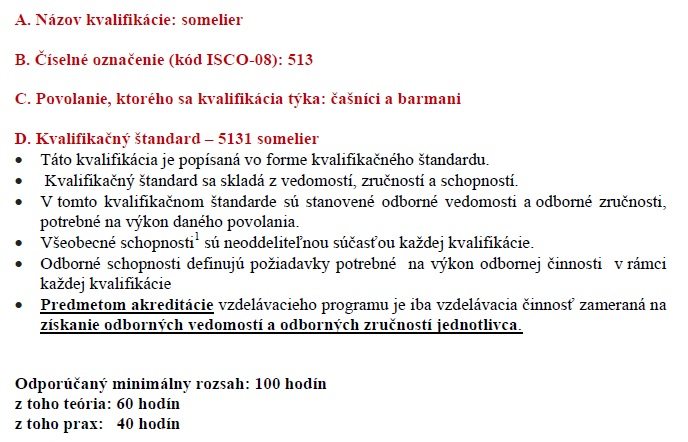 A. Názov kvalifikácie: somelier
B. Číselné označenie (kód ISCO-08): 513
C. Povolanie, ktorého sa kvalifikácia týka: čašníci a barmani
D. Kvalifikačný štandard – 5131 somelier
• Táto kvalifikácia je popísaná vo forme kvalifikačného štandardu.
• Kvalifikačný štandard sa skladá z vedomostí, zručností a schopností.
• V tomto kvalifikačnom štandarde sú stanovené odborné vedomosti a odborné zručnosti,
potrebné na výkon daného povolania.
• Všeobecné schopnosti¹ sú neoddeliteľnou súčasťou každej kvalifikácie.
• Odborné schopnosti definujú požiadavky potrebné na výkon odbornej činnosti v rámci
každej kvalifikácie
• Predmetom akreditácie vzdelávacieho programu je iba vzdelávacia činnosť zameraná na
získanie odborných vedomostí a odborných zručností jednotlivca.
Odporúčaný minimálny rozsah: 100 hodín
z toho teória: 60 hodín
z toho prax: 40 hodín